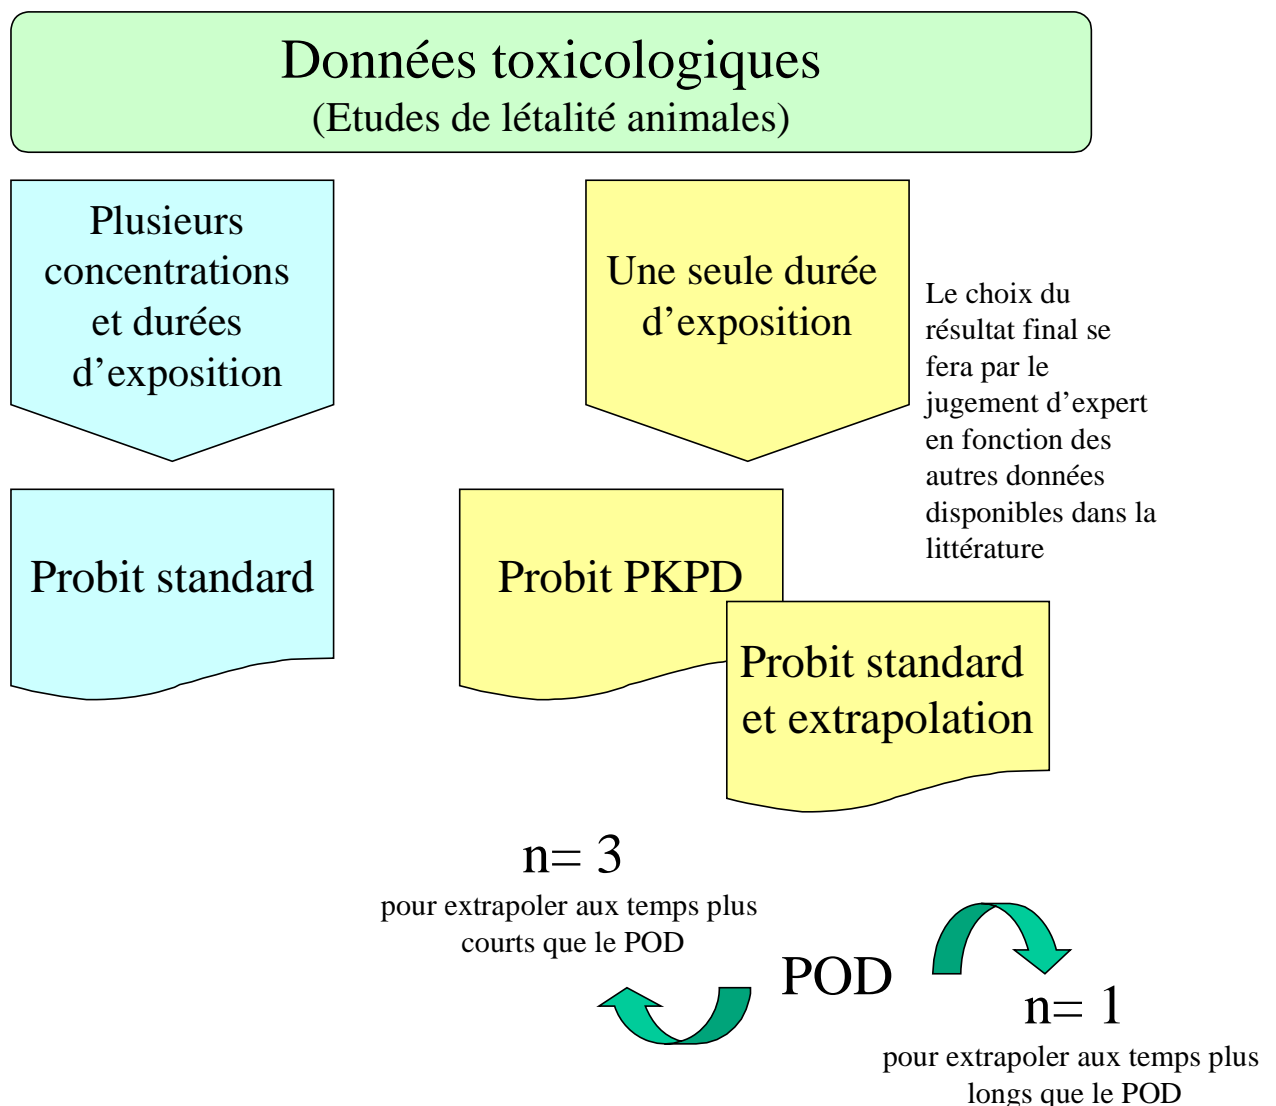 Données toxicologiques
(Etudes de létalité animales)
Plusieurs
concentrations
et durées
d’exposition
Une seule durée
d’exposition
Le choix du
résultat final se
fera par le
jugement d’expert
en fonction des
autres données
disponibles dans la
littérature
Probit standard
Probit PKPD
Probit standard
et extrapolation
n= 3
pour extrapoler aux temps plus
courts que le POD
POD
n= 1
pour extrapoler aux temps plus
longs que le POD